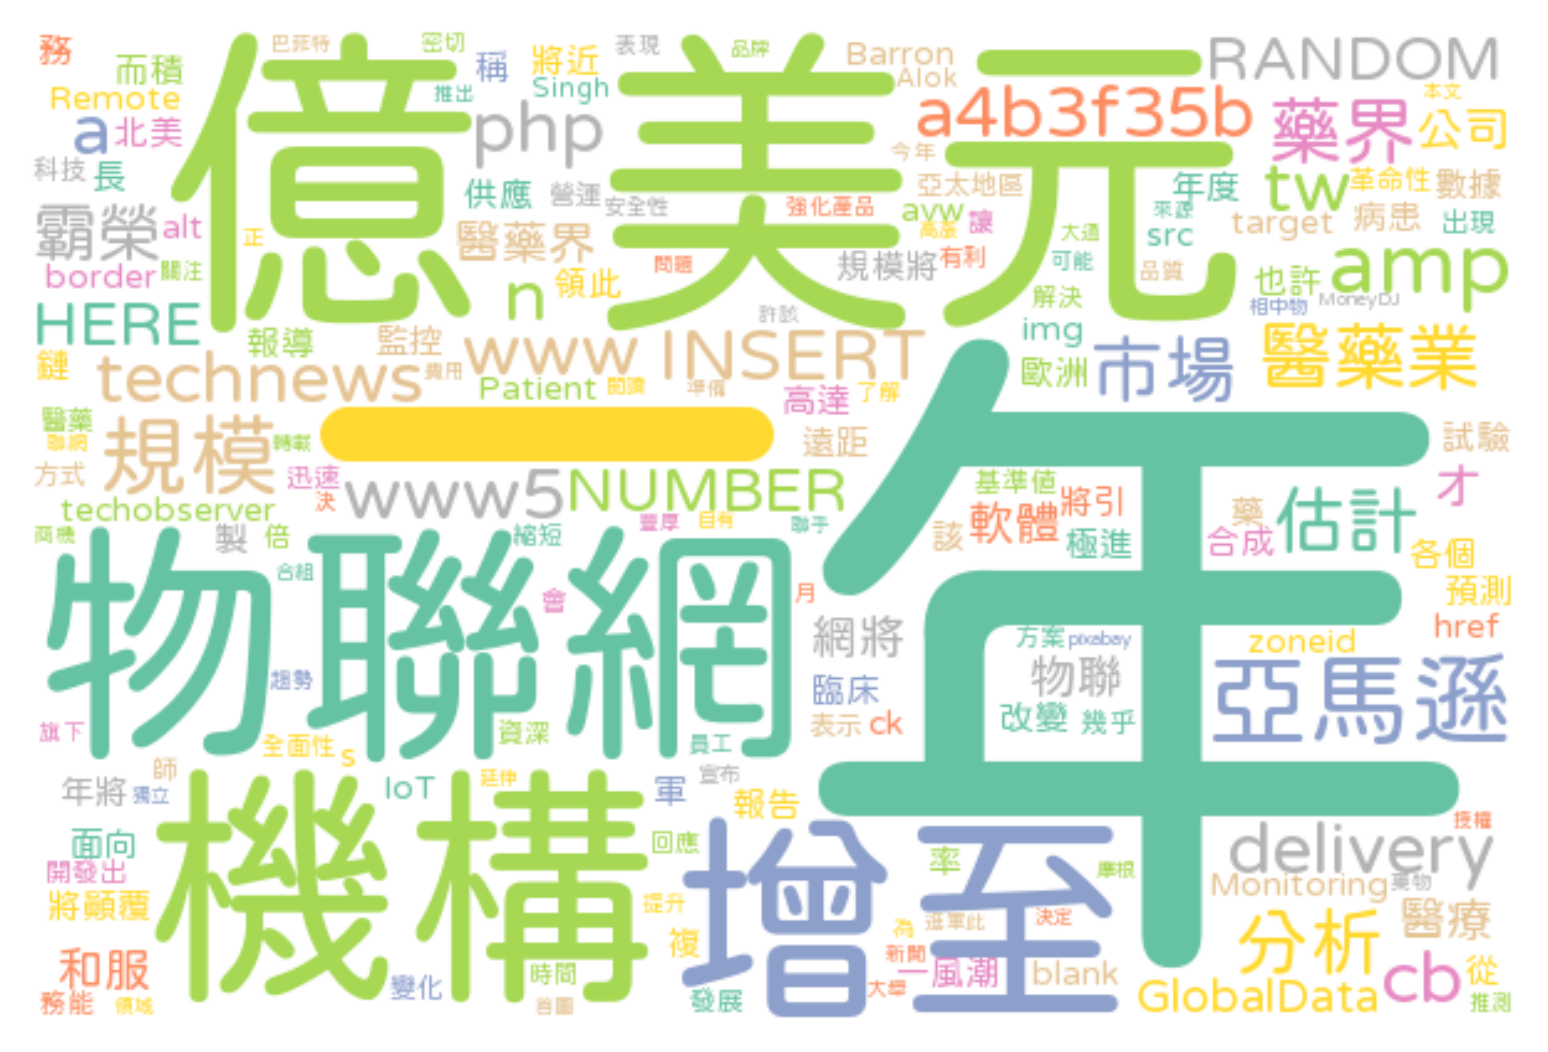 務
巴菲特
密切
表現
品牌
Barron
RANDOM
而積
稱
將近
Alok
Remote
推出
Singh
本文
億
美
元
a
北美
php
a4b3f35b
藥界
公司
今年
科技
長
供應
營運
安全性
強化產品
亞太地區
年度
tw
革命性
數據
avw
來源
霸榮
alt
正
醫藥界
讓
大通
src
target
病患
出現
border
關注
問題
規模將
有利
可能
品質
也許
amp
n
領此
解決
相中物
MoneyDJ
HERE
報導
監控
www
INSERT
img
市場
醫藥業
鏈
technews
費用
Patient
閱讀
準備
高達
了解
歐洲
醫藥
聯網
規模
轉載
一
遠距
年
試驗
方式
迅速
www5
NUMBER
基準值
才
techobserver
決
豐厚
自有
聯手
該
軟體
將引
藥
估計
商機
製
倍
縮短
極進
合成
各個
合組
物聯網
會
月
預測
網將
方案
pixabay
zoneid
href
趨勢
臨床
物聯
亞馬遜
旗下
資深
表示
ck
改變
幾乎
全面性
s
員工
師
年將
獨立
IoT
延伸
軍
宣布
報告
授權
機構
增至
面向
回應
率
摩根
delivery
開發出
Monitoring
藥物
將顛覆
提升
為
進軍此
決定
分析
醫療
和服
複
新聞
時間
一風潮
blank
cb
從
務能
領域
變化
首圖
發展
大學
GlobalData
推測